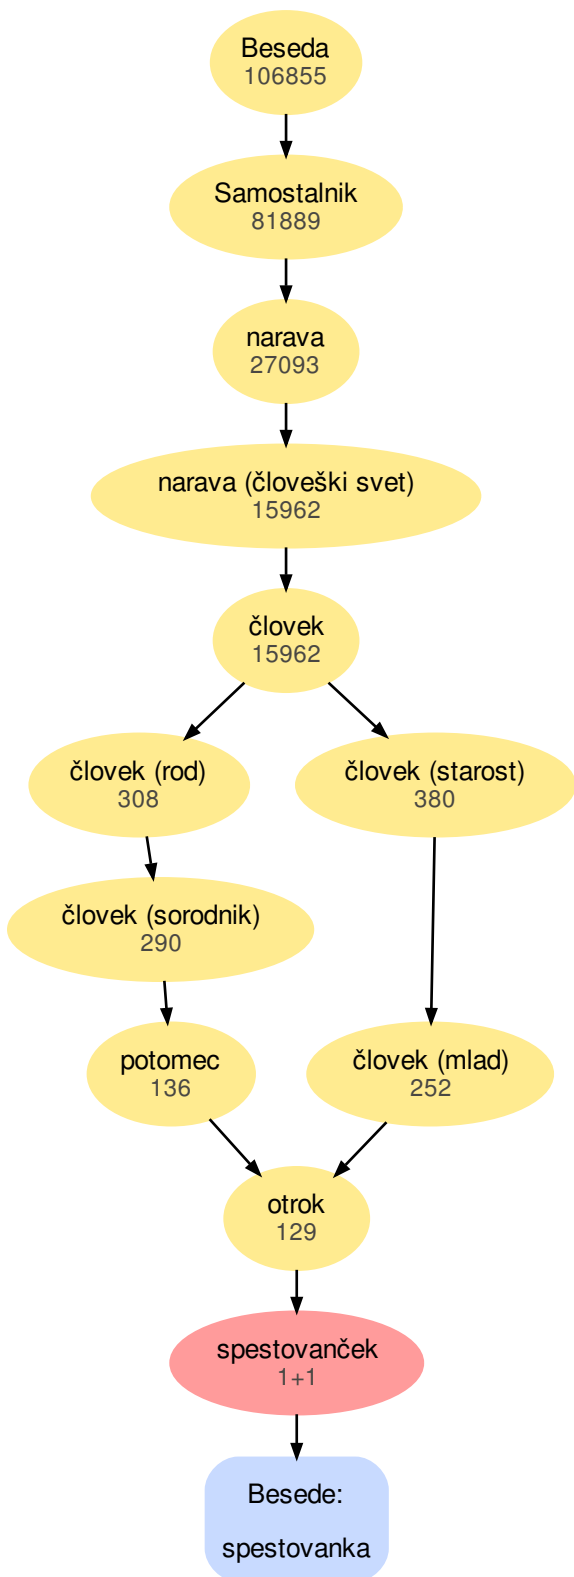 Beseda
106855
Samostalnik
81889
narava
27093
narava (človeški svet)
15962
človek
15962
človek (rod)
308
človek (starost)
380
človek (sorodnik)
290
potomec
136
človek (mlad)
252
otrok
129
spestovanček
1+1
Besede:
spestovanka